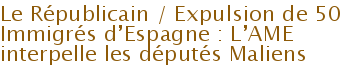 Le Républicain / Expulsion de 50
Immigrés d’Espagne : L’AME
interpelle les députés Maliens